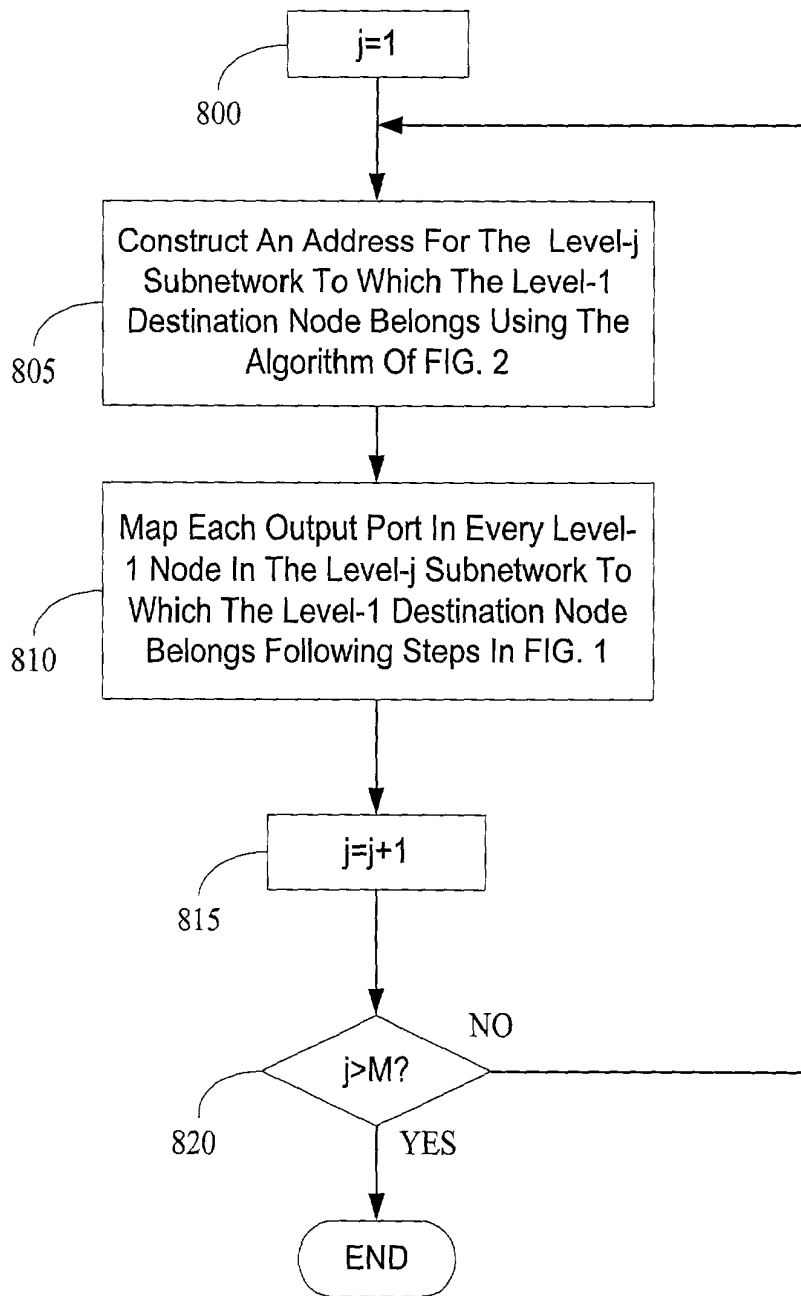 j=1
800
Construct An Address For The Level-j
Subnetwork To Which The Level-1
Destination Node Belongs Using The
Algorithm Of FIG. 2
805
Map Each Output Port In Every Level-
1 Node In The Level-j Subnetwork To
Which The Level-1 Destination Node
Belongs Following Steps In FIG. 1
810
j=j+1
815
NO
j>M?
820
YES
END